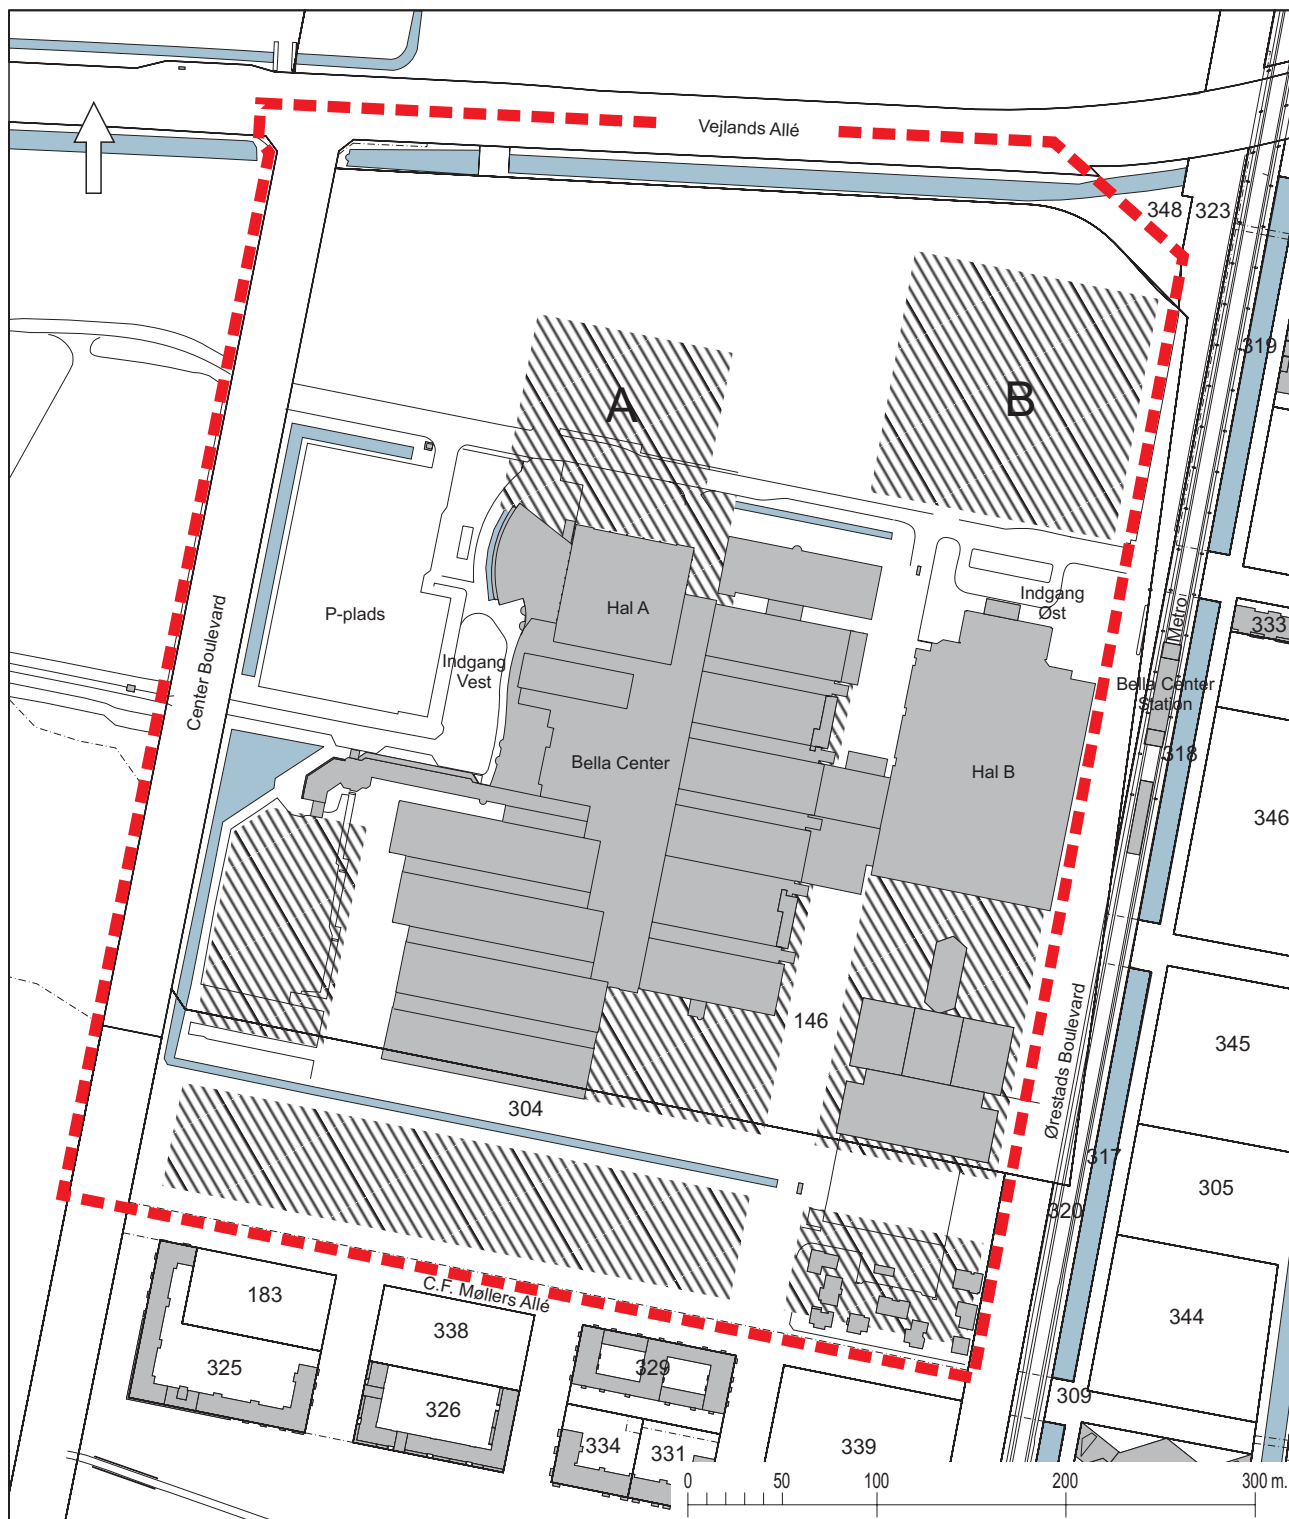 Vejlands Allé
348
323
319
A
B
Center Boulevard
P-plads
Hal A
Indgang
Øst
Metro
333
Indgang
Vest
Bella Center
Station
Bella Center
Hal B
318
346
146
Ørestads Boulevard
345
304
317
305
320
C.F. Møllers Allé
183
338
344
325
329
309
326
334
331
339
0 50 100 200 300 m.